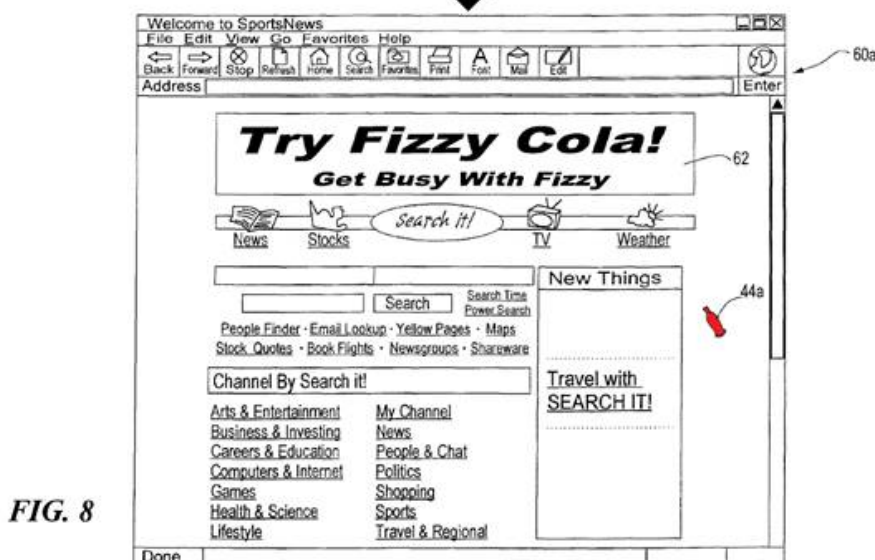 Welcome to SportsNews
File Edit View Go Favorites Help
Back Forward Stop Refresh Home Search Favorites Print Font Mail Edit
60a
Address Enter
Try Fizzy Cola!
Get Busy With Fizzy
62
Search it!
News Stocks TV Weather
New Things
Search Search Time
Power Search
44a
People Finder · Email Lookup · Yellow Pages · Maps
Stock Quotes · Book Flights · Newsgroups · Shareware
Channel By Search it!
Travel with
SEARCH IT!
Arts & Entertainment My Channel
Business & Investing News
Careers & Education People & Chat
Computers & Internet Politics
Games Shopping
Health & Science Sports
Lifestyle Travel & Regional
FIG. 8
Done